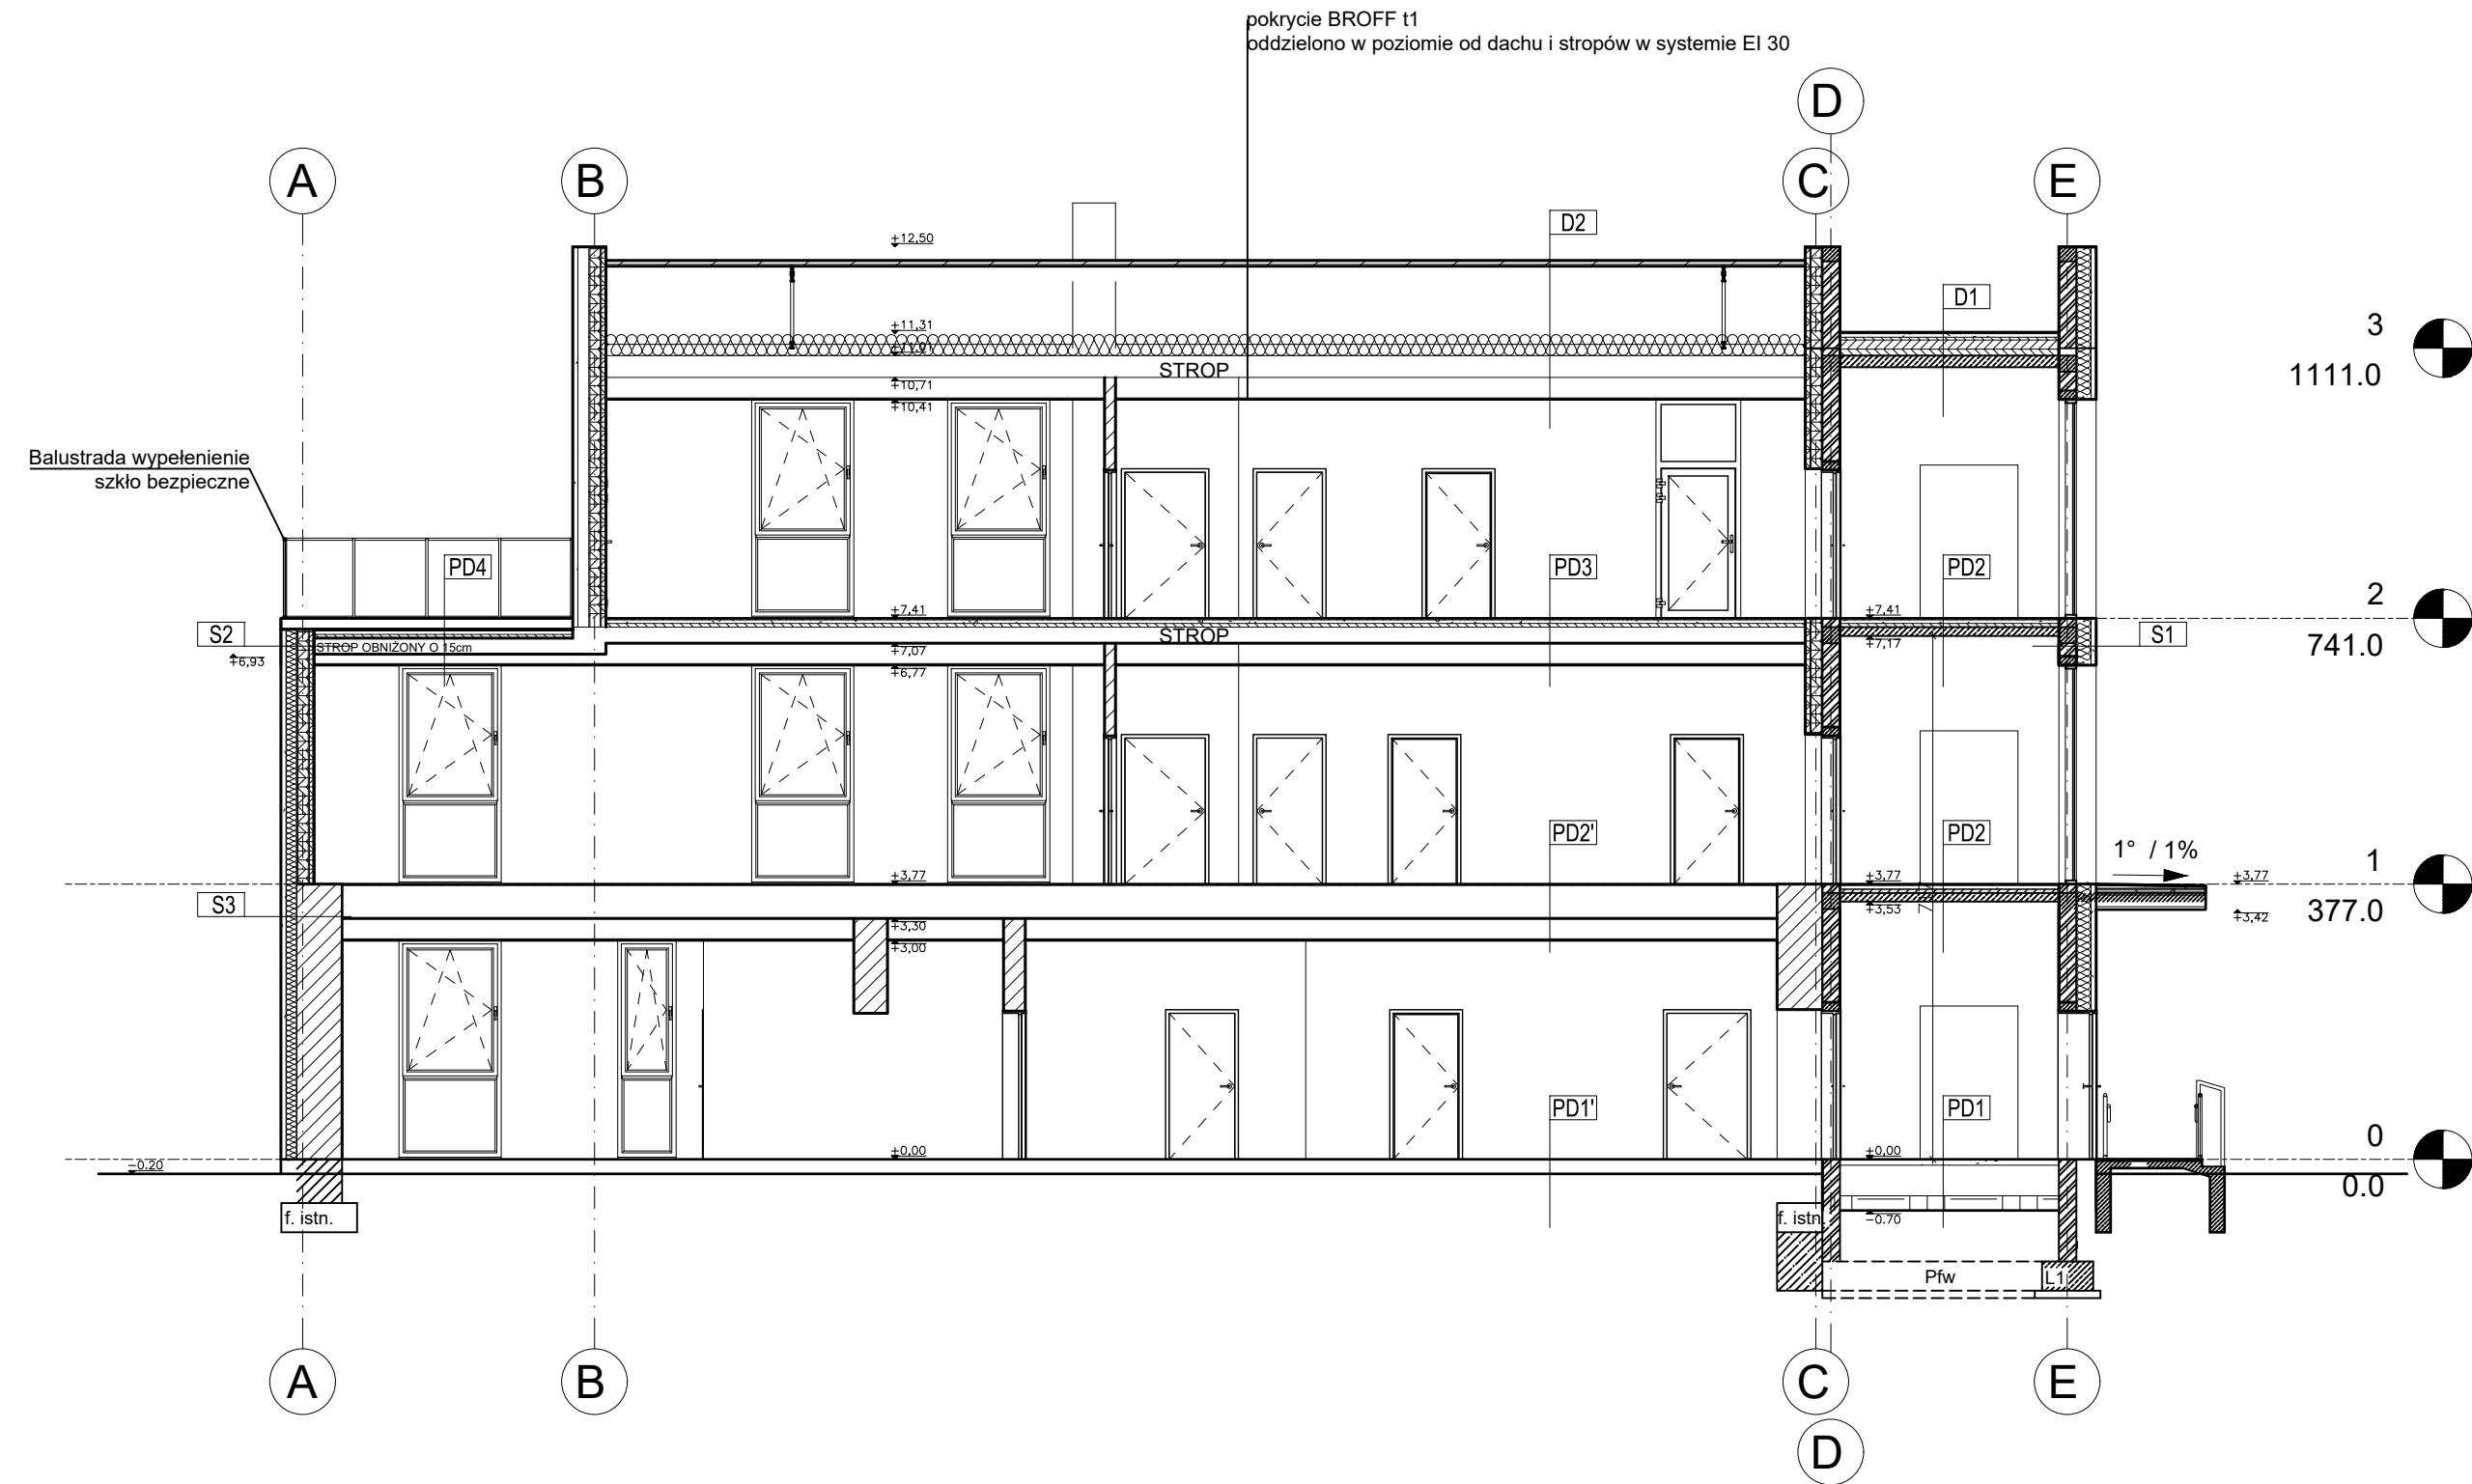 pokrycie BROFF t1
oddzielono w poziomie od dachu i stropów w systemie EI 30
D
A
B
C
E
D2
+12,50
D1
3
+11,31
+11,01
STROP
1111.0
+10,71
+10,41
Balustrada wypełenienie
szkło bezpieczne
PD4
PD3
PD2
2
+7,41
+7,41
S2
STROP
S1
STROP OBNIŻONY O 15cm
+7,07
+7,17
741.0
+6,93
+6,77
PD2'
PD2
1° / 1%
1
+3,77
+3,77
+3,77
S3
+3,53
+3,42
377.0
+3,30
+3,00
PD1'
PD1
0
+0,00
+0,00
-0.20
0.0
f. istn.
f. istn.
-0.70
Pfw
L1
A
B
C
E
D